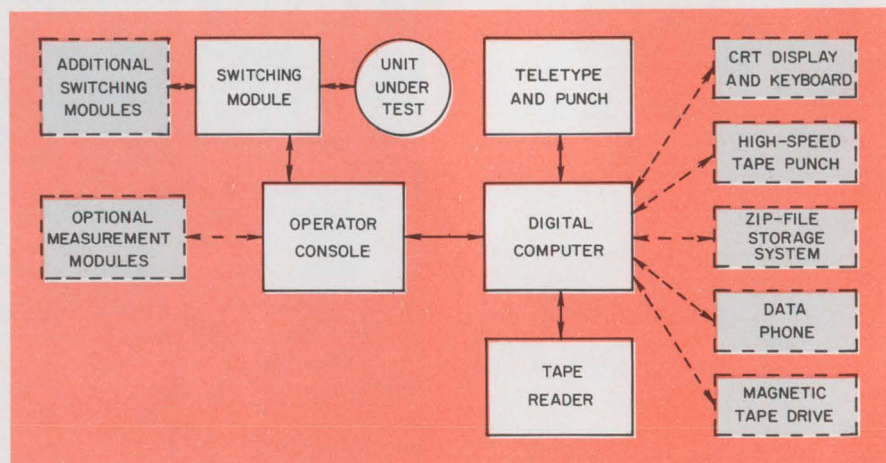 ADDITIONAL
SWITCHING
MODULES
SWITCHING
MODULE
UNIT
UNDER
TEST
TELETYPE
AND PUNCH
CRT DISPLAY
AND KEYBOARD
HIGH-SPEED
TAPE PUNCH
OPTIONAL
MEASUREMENT
MODULES
OPERATOR
CONSOLE
DIGITAL
COMPUTER
ZIP-FILE
STORAGE
SYSTEM
DATA
PHONE
TAPE
READER
MAGNETIC
TAPE DRIVE